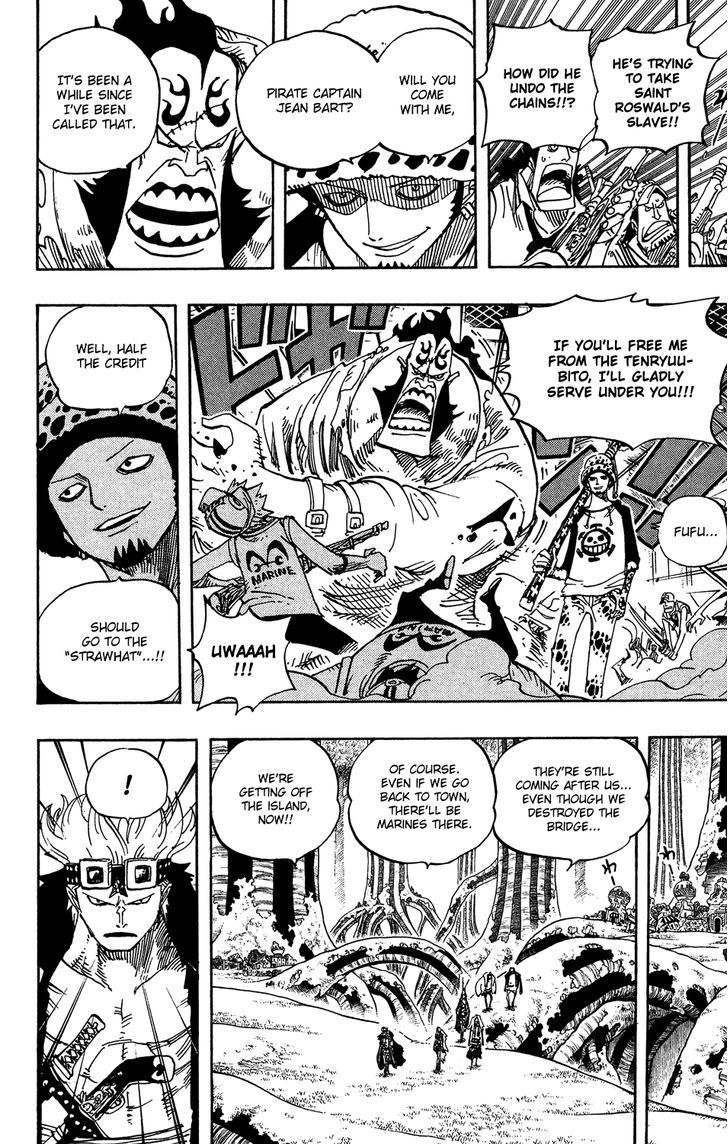 HE'S TRYING
TO TAKE
SAINT
ROSWALD'S
SLAVE!!
HOW DID HE
UNDO THE
CHAINS!!?
WILL YOU
COME
WITH ME,
PIRATE CAPTAIN
JEAN BART?
IT'S BEEN A
WHILE SINCE
I'VE BEEN
CALLED THAT.
IF YOU'LL FREE ME
FROM THE TENRYUU-
BITO, I'LL GLADLY
SERVE UNDER YOU!!!
FUFU...
MARINE
UWAAAH
!!!
WELL, HALF
THE CREDIT
SHOULD
GO TO THE
"STRAWHAT"...!!
THEY'RE STILL
COMING AFTER US...
EVEN THOUGH WE
DESTROYED THE
BRIDGE...
OF COURSE.
EVEN IF WE GO
BACK TO TOWN,
THERE'LL BE
MARINES THERE.
WE'RE
GETTING OFF
THE ISLAND,
NOW!!
!